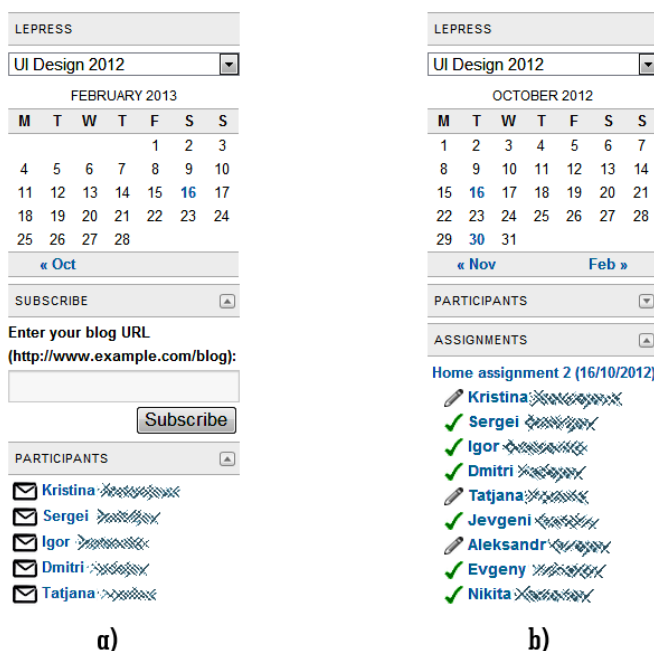 LEPRESS
UI Design 2012
FEBRUARY 2013
M T W T F S S
1 2 3
4 5 6 7 8 9 10
11 12 13 14 15 16 17
18 19 20 21 22 23 24
25 26 27 28
« Oct
SUBSCRIBE
Enter your blog URL
(http://www.example.com/blog):
Subscribe
PARTICIPANTS
Kristina
Sergei
Igor
Dmitri
Tatjana
a)
LEPRESS
UI Design 2012
OCTOBER 2012
M T W T F S S
1 2 3 4 5 6 7
8 9 10 11 12 13 14
15 16 17 18 19 20 21
22 23 24 25 26 27 28
29 30 31
« Nov Feb »
PARTICIPANTS
ASSIGNMENTS
Home assignment 2 (16/10/2012)
Kristina
Sergei
Igor
Dmitri
Tatjana
Jevgeni
Aleksandr
Evgeny
Nikita
b)